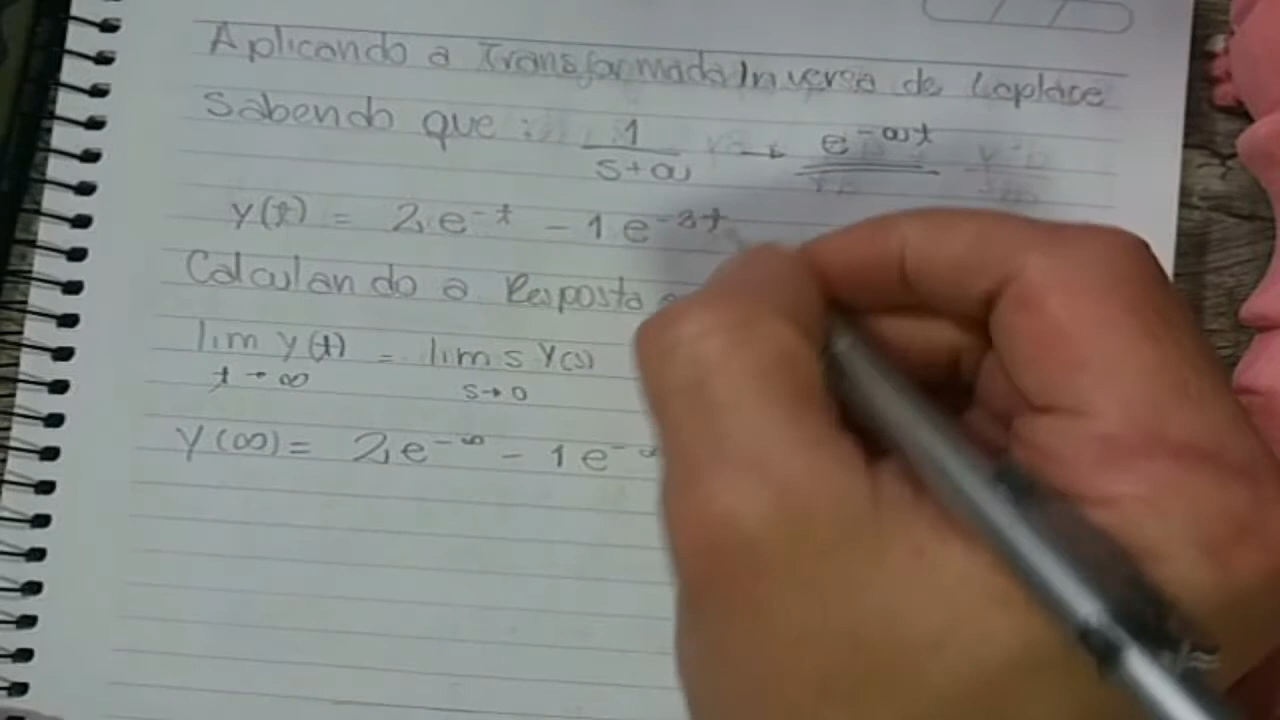 Aplicando a Transformada Inversa de Laplace
Sabendo que : 1/(s+a) → e^-at
y(t) = 2e^-t - 1e^-3t
Calculando a Resposta
lim t→∞ y(t) = lim s→0 s Y(s)
y(∞) = 2e^-∞ - 1e^-∞